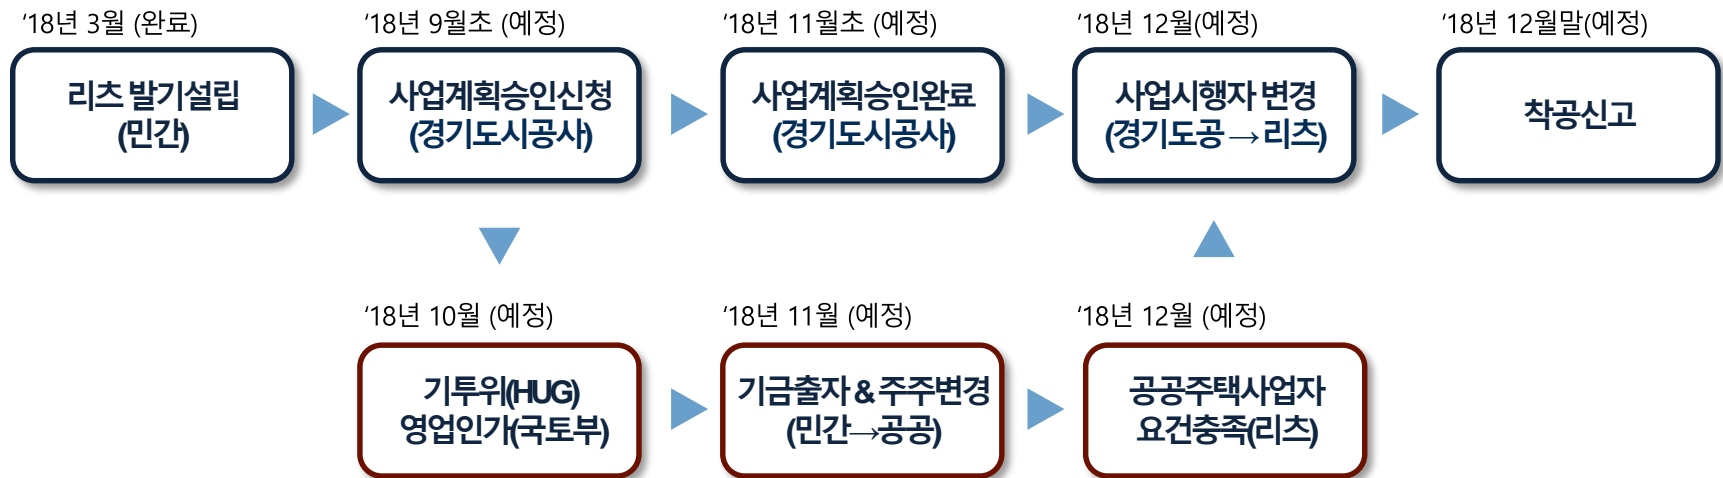 ‘18년 3월 (완료)
리츠 발기설립
(민간)
‘18년 9월초 (예정)
사업계획승인신청
(경기도시공사)
‘18년 11월초 (예정)
사업계획승인완료
(경기도시공사)
‘18년 12월(예정)
사업시행자 변경
(경기도공 → 리츠)
‘18년 12월말(예정)
착공신고
‘18년 10월 (예정)
기투위(HUG)
영업인가(국토부)
‘18년 11월 (예정)
기금출자 & 주주변경
(민간→공공)
‘18년 12월 (예정)
공공주택사업자
요건충족(리츠)